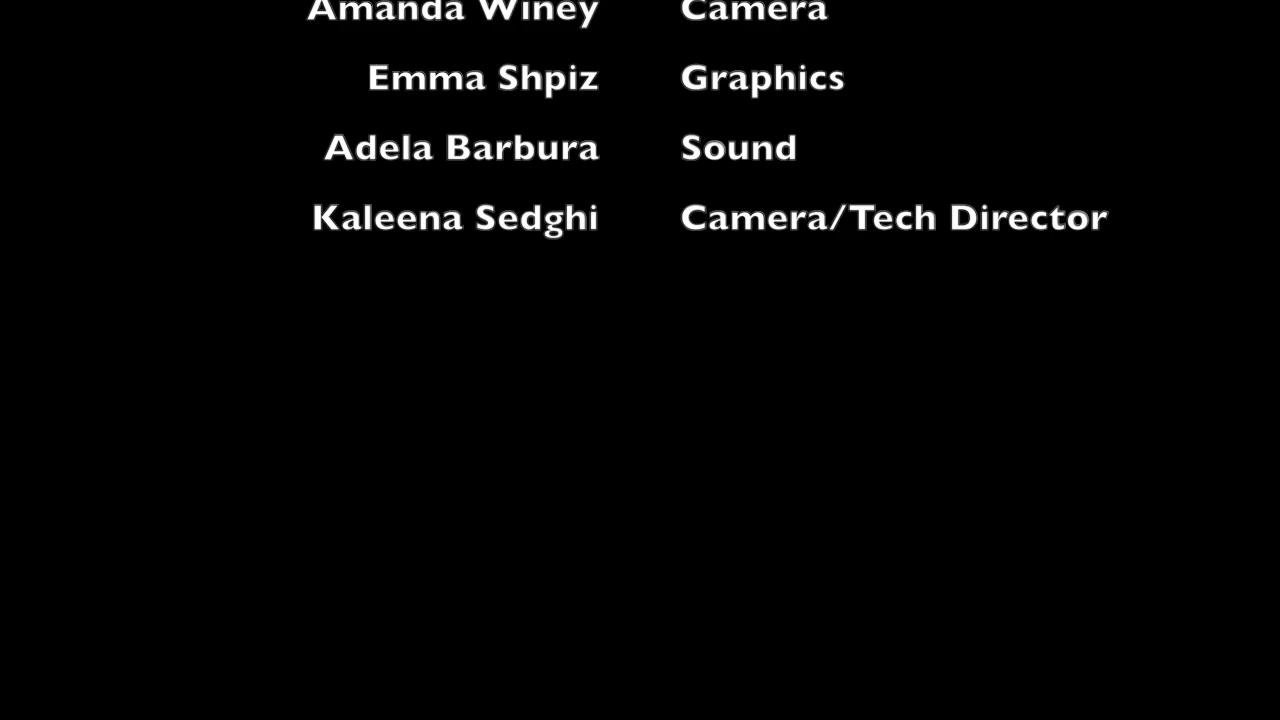 Amanda Winey Camera
Emma Shpiz Graphics
Adela Barbura Sound
Kaleena Sedghi Camera/Tech Director